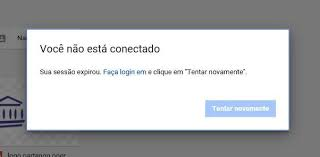 Você não está conectado
Sua sessão expirou. Faça login em e clique em "Tentar novamente".
Tentar novamente